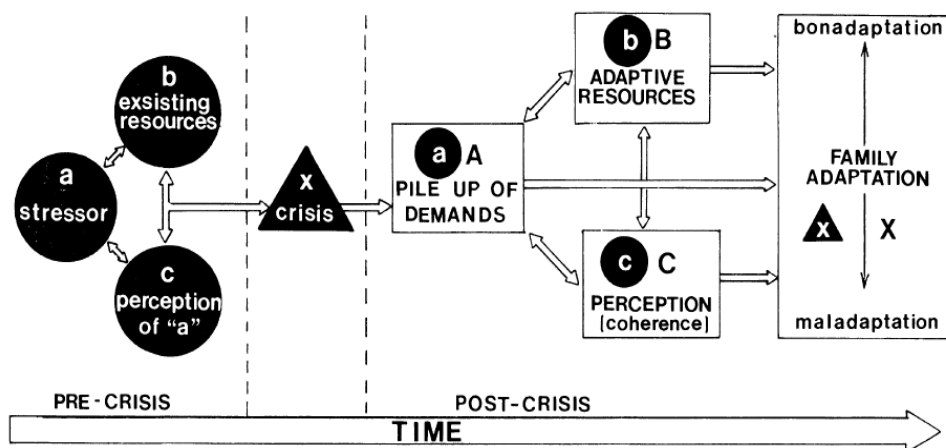 b
exsisting
resources
a
stressor
c
perception
of "a"
x
crisis
a A
PILE UP OF
DEMANDS
b B
ADAPTIVE
RESOURCES
c C
PERCEPTION
(coherence)
bonadaptation
FAMILY
ADAPTATION
x X
maladaptation
PRE-CRISIS
POST-CRISIS
TIME